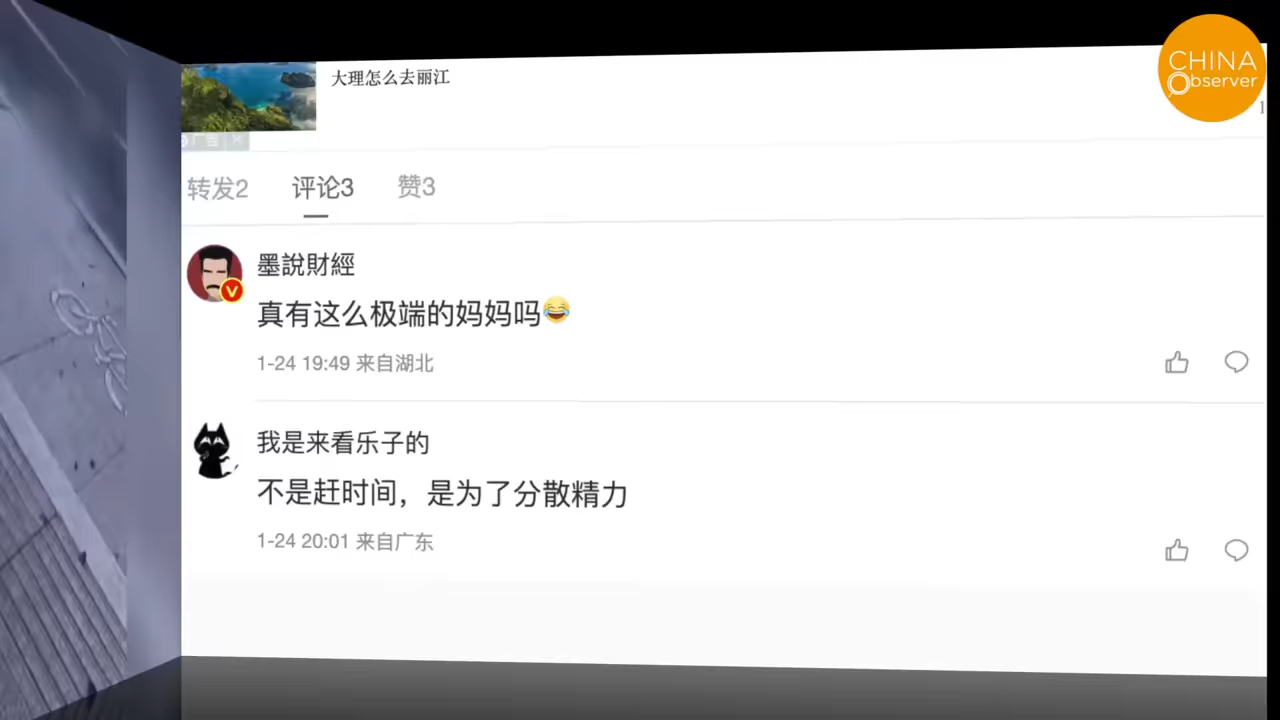 CHINA
Observer
大理怎么去丽江
广告
转发2
评论3
赞3
墨說財經
真有这么极端的妈妈吗😂
1-24 19:49 来自湖北
我是来看乐子的
不是赶时间，是为了分散精力
1-24 20:01 来自广东